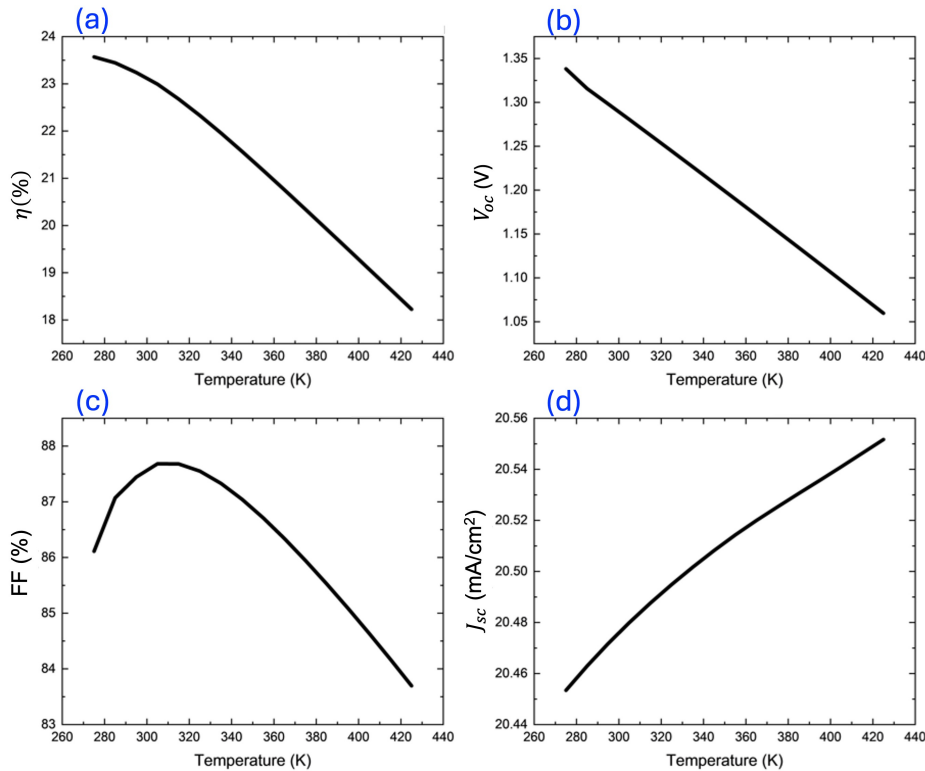 (a)
24
23
22
21
20
19
18
η(%)
260 280 300 320 340 360 380 400 420 440
Temperature (K)
(b)
1.35
1.30
1.25
1.20
1.15
1.10
1.05
Voc (V)
260 280 300 320 340 360 380 400 420 440
Temperature (K)
(c)
88
87
86
85
84
83
FF (%)
260 280 300 320 340 360 380 400 420 440
Temperature (K)
(d)
20.56
20.54
20.52
20.50
20.48
20.46
20.44
Jsc (mA/cm²)
260 280 300 320 340 360 380 400 420 440
Temperature (K)